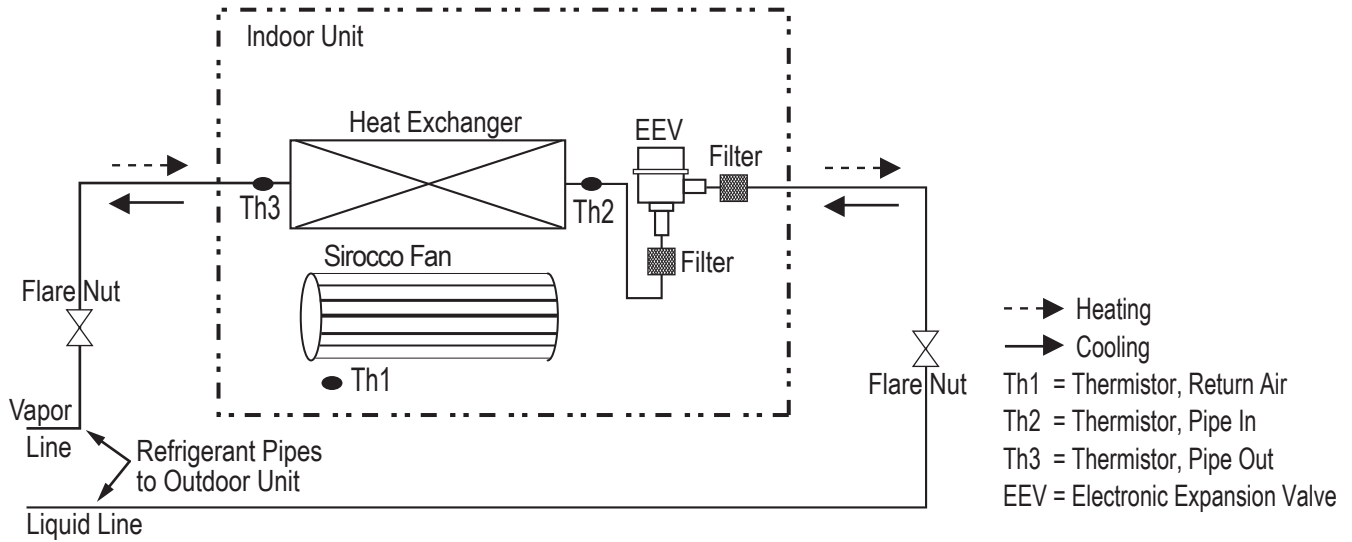 Indoor Unit
Heat Exchanger
EEV
Filter
Th3
Th2
Sirocco Fan
Filter
Flare Nut
Th1
Flare Nut
Vapor
Line
Refrigerant Pipes
to Outdoor Unit
Liquid Line
Heating
Cooling
Th1 = Thermistor, Return Air
Th2 = Thermistor, Pipe In
Th3 = Thermistor, Pipe Out
EEV = Electronic Expansion Valve